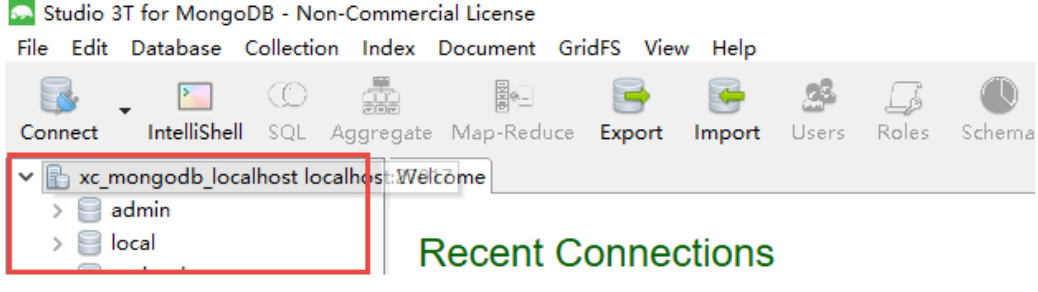 Studio 3T for MongoDB - Non-Commercial License
File Edit Database Collection Index Document GridFS View Help
Connect IntelliShell SQL Aggregate Map-Reduce Export Import Users Roles Schema
xc_mongodb_localhost localhost:27017 Welcome
admin
local
Recent Connections